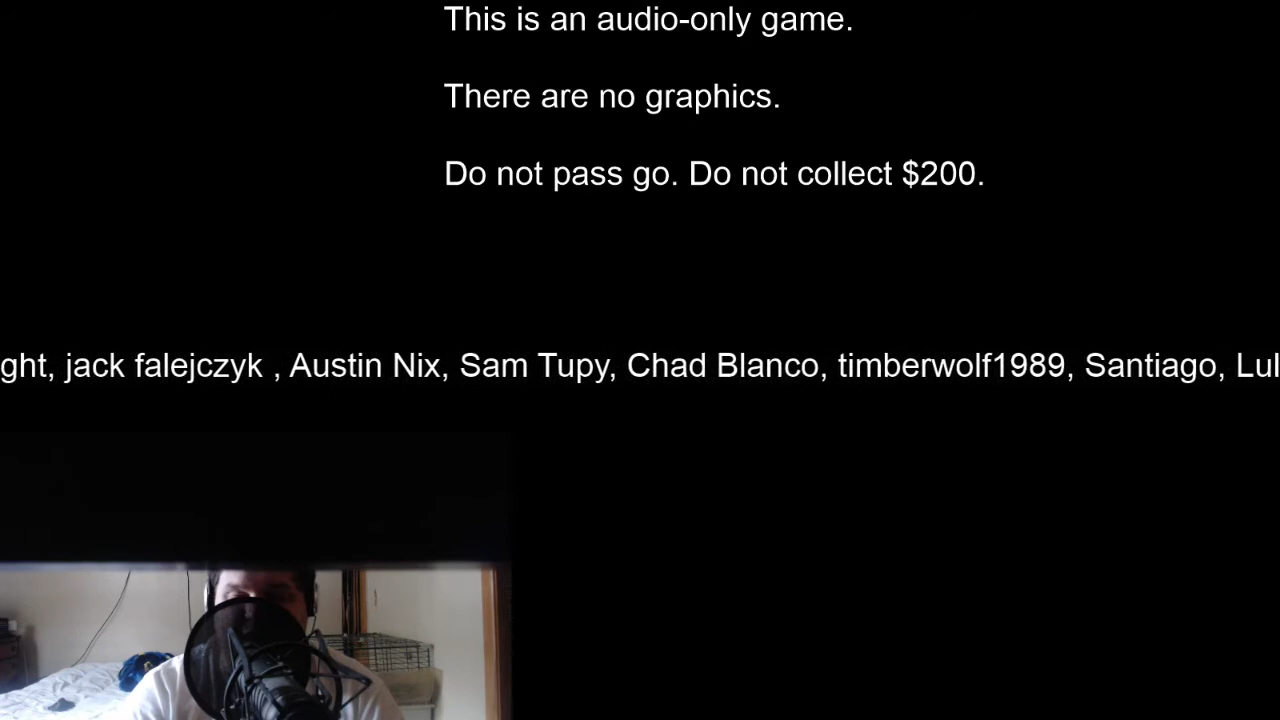 This is an audio-only game.
There are no graphics.
Do not pass go. Do not collect $200.
ght, jack falejczyk , Austin Nix, Sam Tupy, Chad Blanco, timberwolf1989, Santiago, Lul